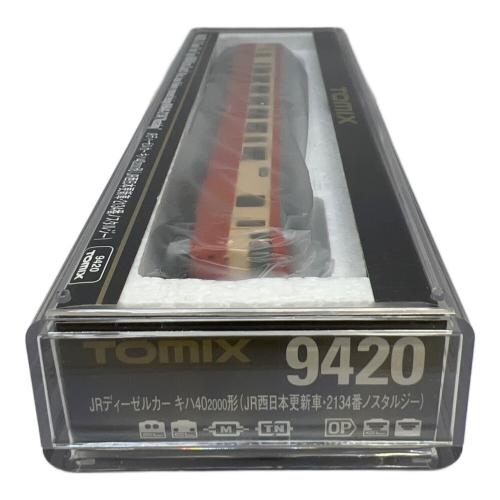 TOMIX
9420 TOMIX
TOMIX 9420
JRディーゼルカー キハ40 2000形(JR西日本更新車・2134番ノスタルジー)
M TN OP